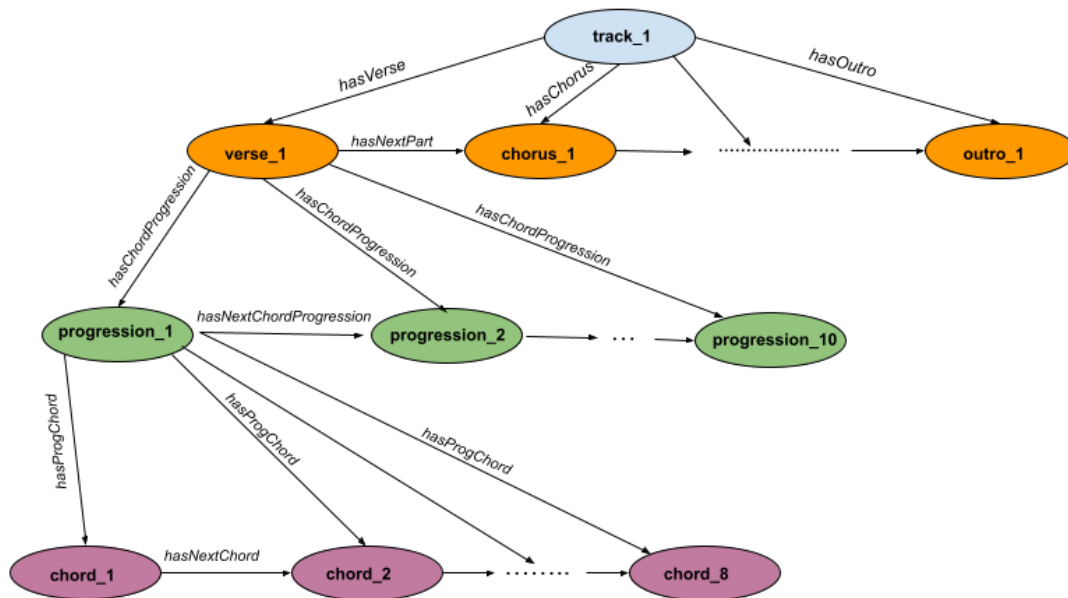 track_1
hasVerse
hasChorus
hasOutro
verse_1
hasNextPart
chorus_1
outro_1
hasChordProgression
hasChordProgression
hasChordProgression
progression_1
hasNextChordProgression
progression_2
...
progression_10
hasProgChord
hasProgChord
hasProgChord
chord_1
hasNextChord
chord_2
chord_8